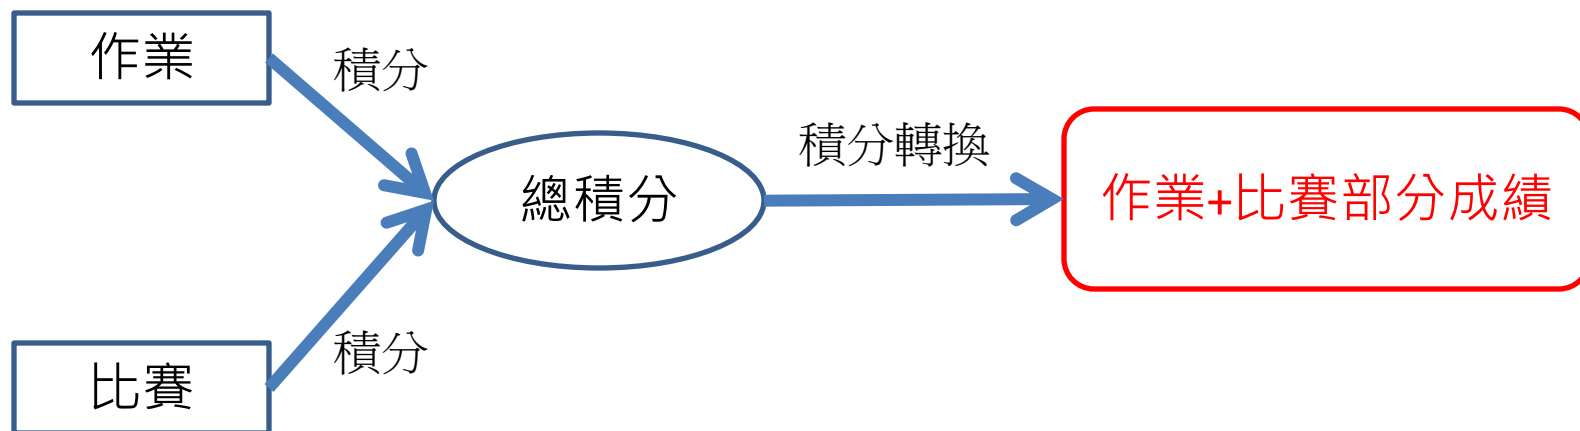 作業
積分
積分轉換
總積分
作業+比賽部分成績
積分
比賽